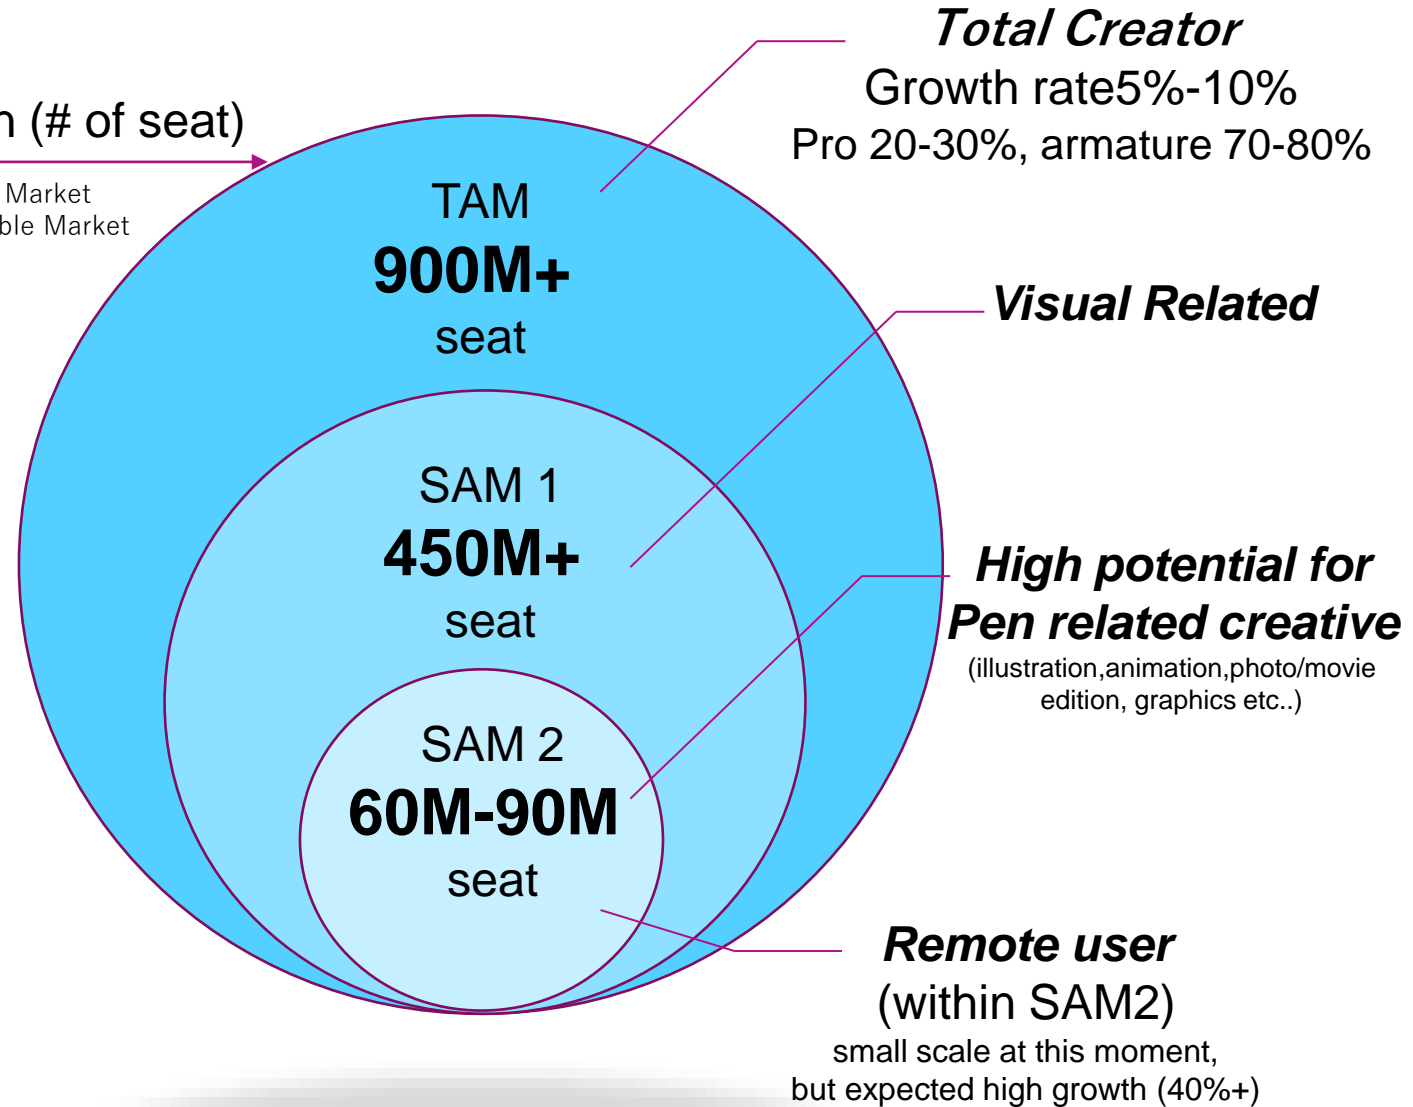 Total Creator
Growth rate5%-10%
Pro 20-30%, armature 70-80%
(# of seat)
Market
Market
TAM
900M+
seat
Visual Related
SAM 1
450M+
seat
High potential for
Pen related creative
(illustration,animation,photo/movie
edition, graphics etc..)
SAM 2
60M-90M
seat
Remote user
(within SAM2)
small scale at this moment,
but expected high growth (40%+)